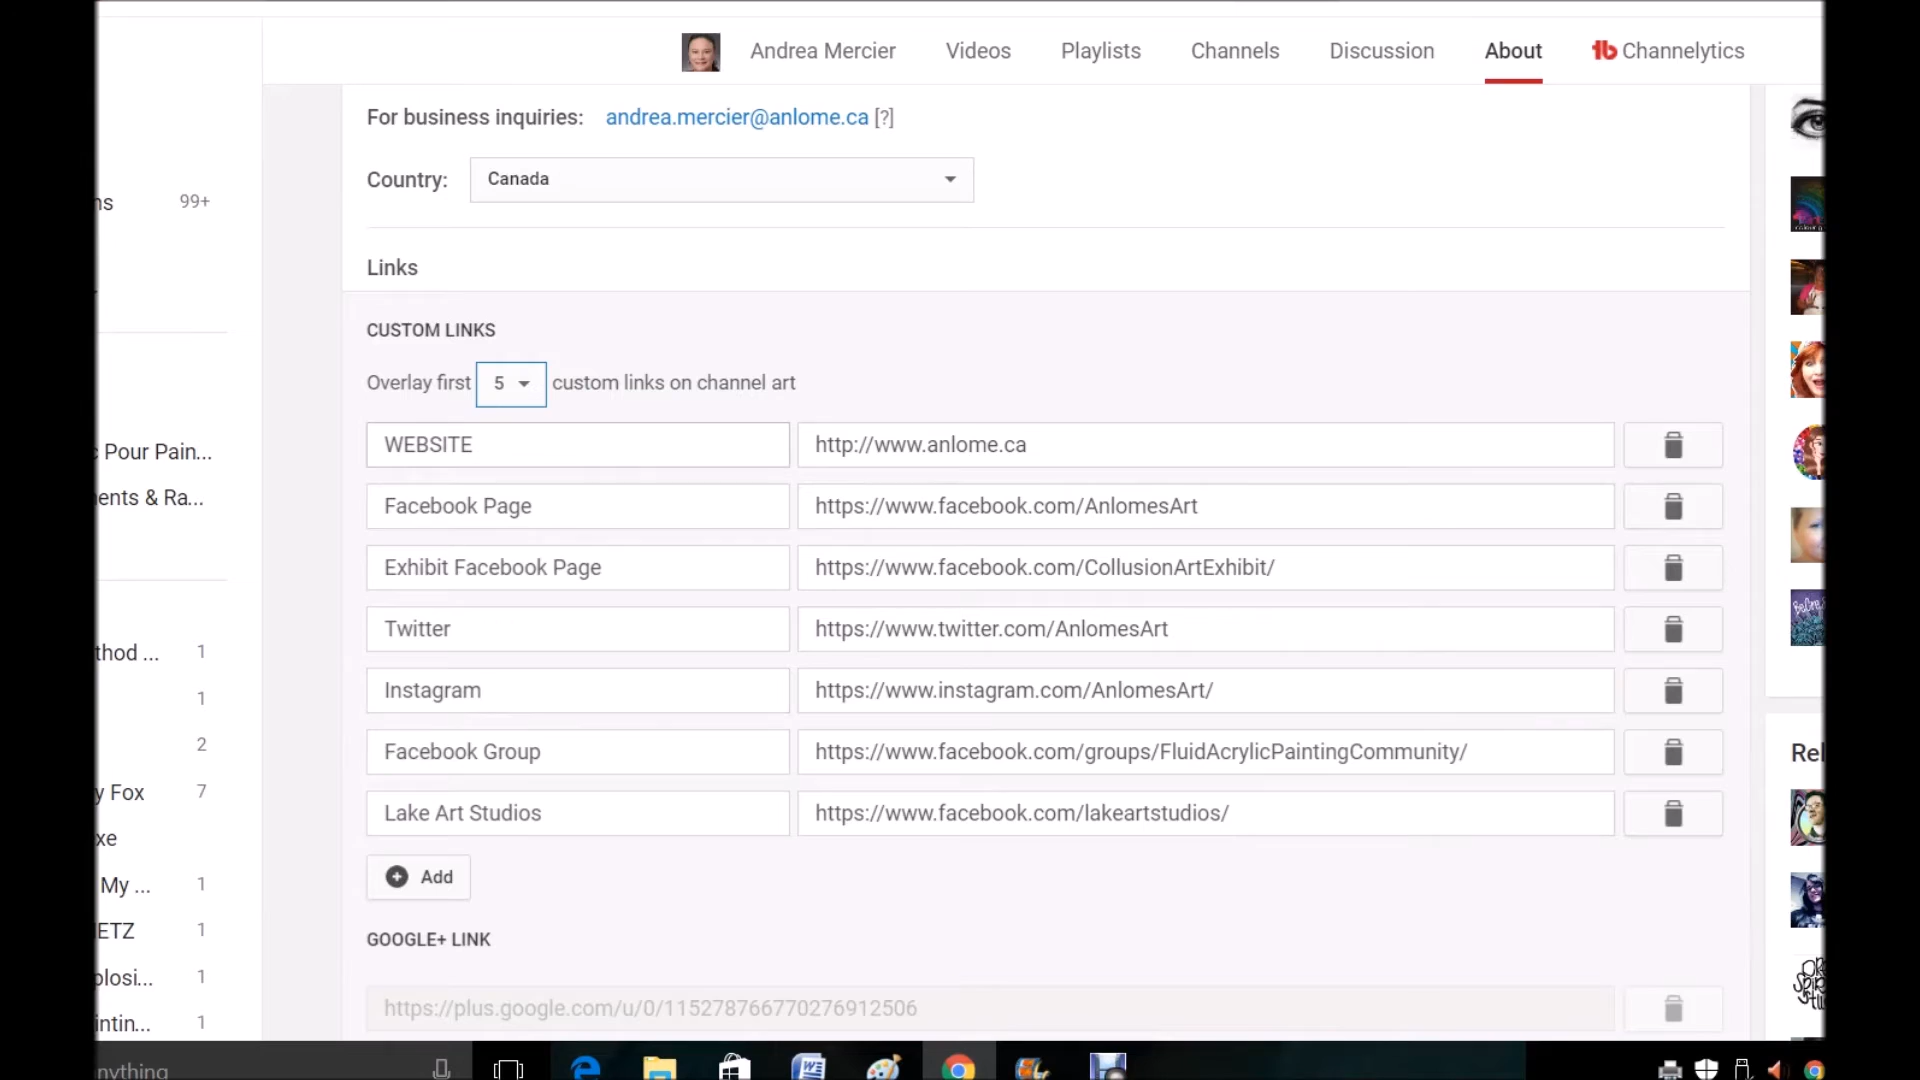 Andrea Mercier Videos Playlists Channels Discussion About Channelytics
For business inquiries: andrea.mercier@anlome.ca [?]
Country: Canada
Links
CUSTOM LINKS
Overlay first 5 custom links on channel art
WEBSITE http://www.anlome.ca
Facebook Page https://www.facebook.com/AnlomesArt
Exhibit Facebook Page https://www.facebook.com/CollusionArtExhibit/
Twitter https://www.twitter.com/AnlomesArt
Instagram https://www.instagram.com/AnlomesArt/
Facebook Group https://www.facebook.com/groups/FluidAcrylicPaintingCommunity/
Lake Art Studios https://www.facebook.com/lakeartstudios/
Add
GOOGLE+ LINK
https://plus.google.com/u/0/115278766770276912506
ns 99+
Pour Pain...
ents & Ra...
thod ... 1
1
2
y Fox 7
xe
My ... 1
ETZ 1
plosi... 1
intin... 1
Rel
nything